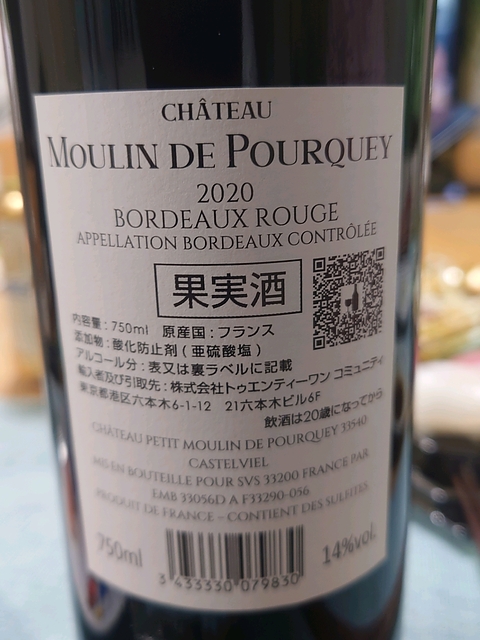 CHÂTEAU
MOULIN DE POURQUEY
2020
BORDEAUX ROUGE
APPELLATION BORDEAUX CONTRÔLÉE
果実酒
内容量:750ml 原産国:フランス
添加物:酸化防止剤(亜硫酸塩)
アルコール分:表又は裏ラベルに記載
輸入者及び引取先:株式会社トゥエンティーワン コミュニティ
東京都港区六本木6-1-12 21六本木ビル6F
飲酒は20歳になってから
CHÂTEAU PETIT MOULIN DE POURQUEY 33540
CASTELVIEL
MIS EN BOUTEILLE POUR SVS 33200 FRANCE PAR
EMB 33056D A F33290-056
PRODUIT DE FRANCE – CONTIENT DES SULFITES
750ml
14%vol.
3 433330 079830